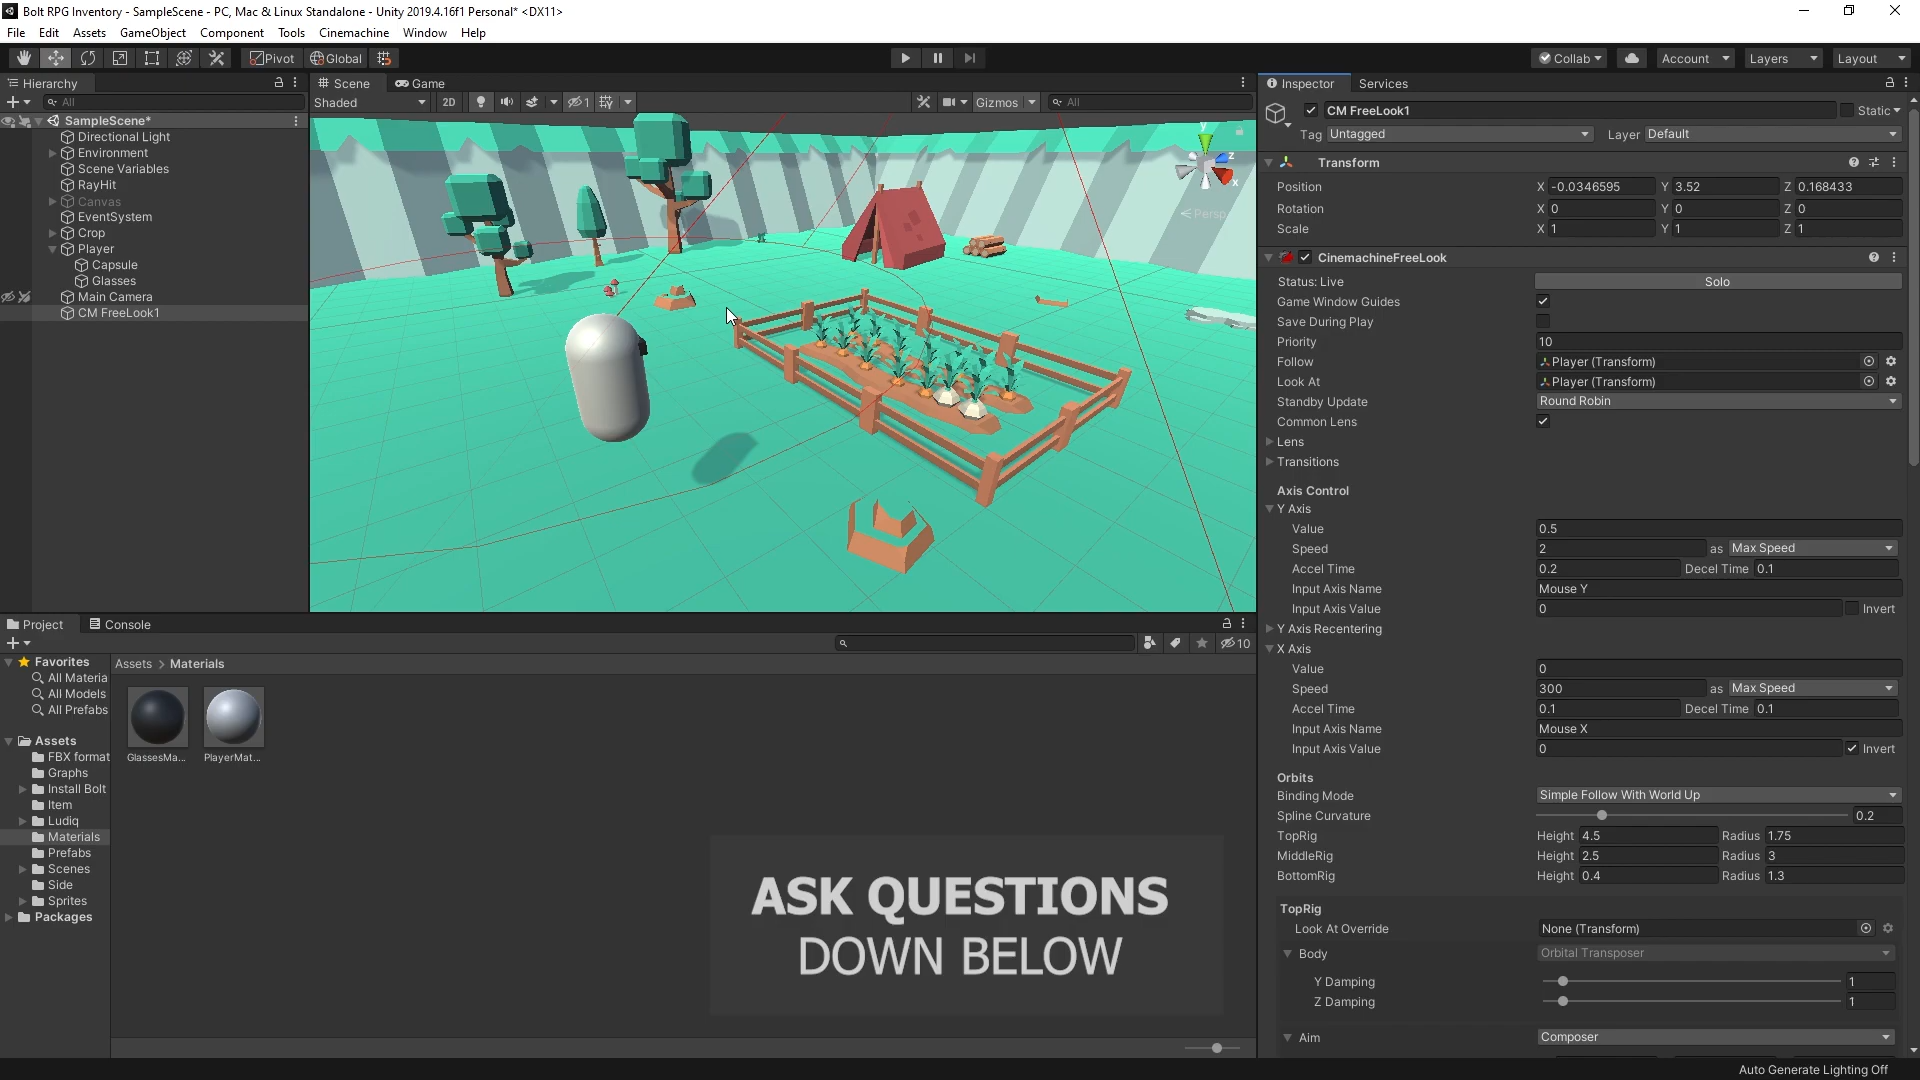 Bolt RPG Inventory - SampleScene - PC, Mac & Linux Standalone - Unity 2019.4.16f1 Personal* <DX11>
File Edit Assets GameObject Component Tools Cinemachine Window Help
Pivot Global Collab Account Layers Layout
Hierarchy
All
SampleScene*
Directional Light
Environment
Scene Variables
RayHit
Canvas
EventSystem
Crop
Player
Capsule
Glasses
Main Camera
CM FreeLook1
Scene Game
Shaded 2D 1 Gizmos All
y
z
x
Persp
Project Console
10
Favorites
All Materia
All Models
All Prefabs
Assets
FBX format
Graphs
Install Bolt
Item
Ludiq
Materials
Prefabs
Scenes
Side
Sprites
Packages
Assets > Materials
GlassesMa...
PlayerMat...
ASK QUESTIONS
DOWN BELOW
Inspector Services
CM FreeLook1 Static
Tag Untagged Layer Default
Transform
Position X -0.0346595 Y 3.52 Z 0.168433
Rotation X 0 Y 0 Z 0
Scale X 1 Y 1 Z 1
CinemachineFreeLook
Status: Live Solo
Game Window Guides
Save During Play
Priority 10
Follow Player (Transform)
Look At Player (Transform)
Standby Update Round Robin
Common Lens
Lens
Transitions
Axis Control
Y Axis
Value 0.5
Speed 2 as Max Speed
Accel Time 0.2 Decel Time 0.1
Input Axis Name Mouse Y
Input Axis Value 0 Invert
Y Axis Recentering
X Axis
Value 0
Speed 300 as Max Speed
Accel Time 0.1 Decel Time 0.1
Input Axis Name Mouse X
Input Axis Value 0 Invert
Orbits
Binding Mode Simple Follow With World Up
Spline Curvature 0.2
TopRig Height 4.5 Radius 1.75
MiddleRig Height 2.5 Radius 3
BottomRig Height 0.4 Radius 1.3
TopRig
Look At Override None (Transform)
Body Orbital Transposer
Y Damping 1
Z Damping 1
Aim Composer
Auto Generate Lighting Off